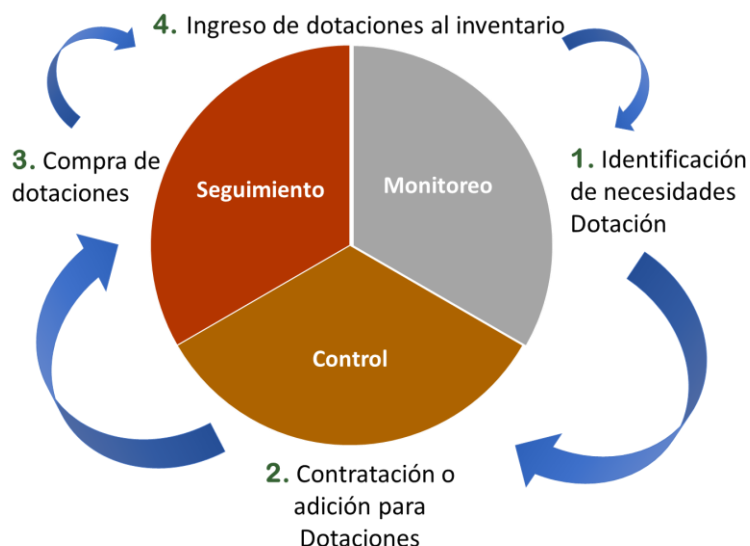 4. Ingreso de dotaciones al inventario
3. Compra de
dotaciones
Seguimiento
Monitoreo
1. Identificación
de necesidades
Dotación
Control
2. Contratación o
adición para
Dotaciones